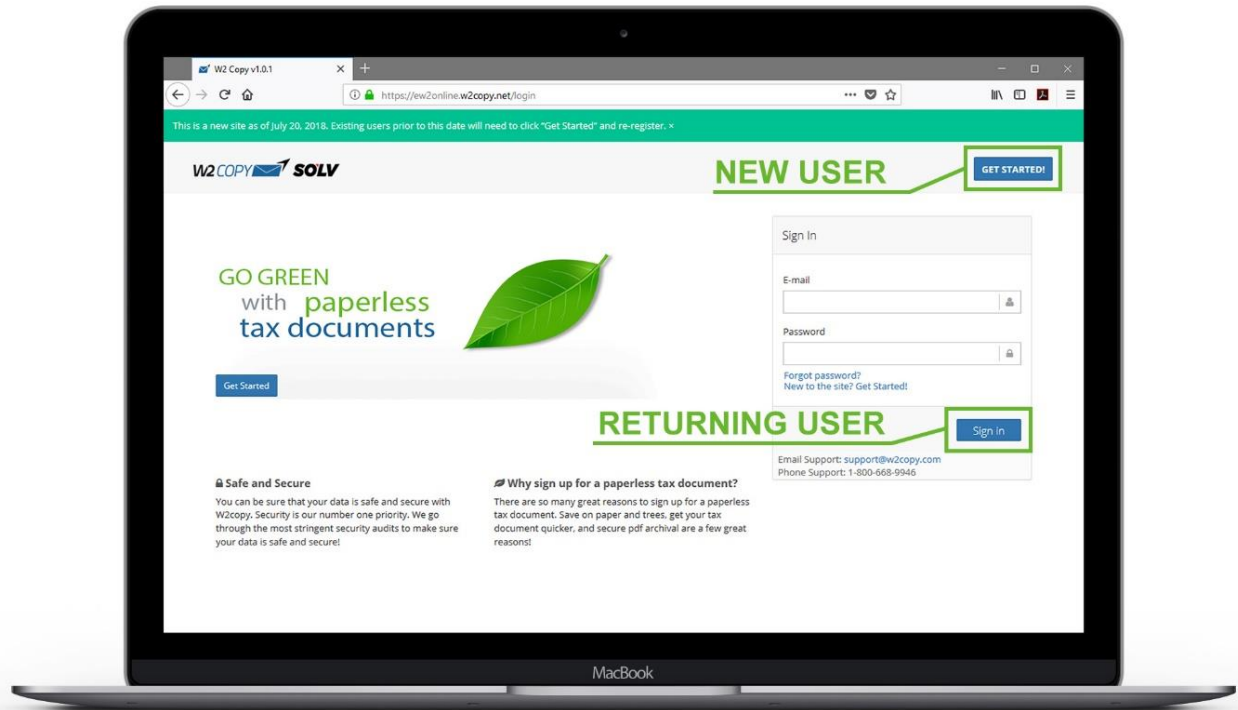 W2 Copy v1.0.1
https://ew2online.w2copy.net/login
This is a new site as of July 20, 2018. Existing users prior to this date will need to click "Get Started" and re-register. ×
W2 COPY SOLV
NEW USER
GET STARTED!
Sign In
GO GREEN
with paperless
tax documents
E-mail
Password
Get Started
Forgot password?
New to the site? Get Started!
RETURNING USER
Sign in
Email Support: support@w2copy.com
Phone Support: 1-800-668-9946
Safe and Secure
You can be sure that your data is safe and secure with
W2copy. Security is our number one priority. We go
through the most stringent security audits to make sure
your data is safe and secure!
Why sign up for a paperless tax document?
There are so many great reasons to sign up for a paperless
tax document. Save on paper and trees, get your tax
document quicker, and secure pdf archival are a few great
reasons!
MacBook